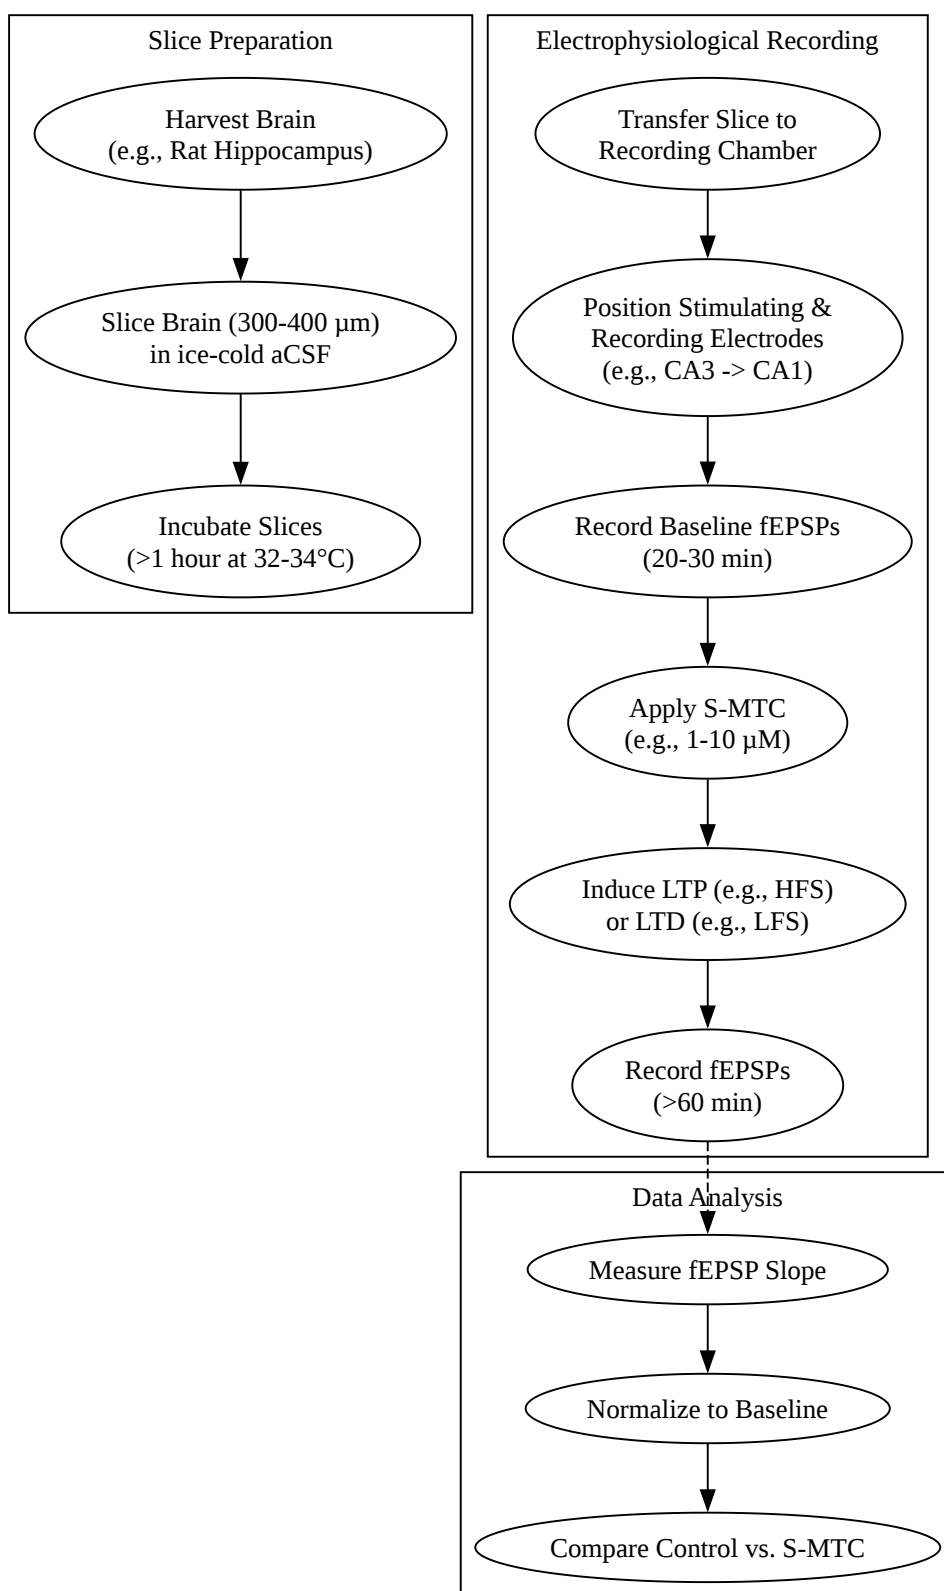 Slice Preparation
Harvest Brain
(e.g., Rat Hippocampus)
Slice Brain (300-400 µm)
in ice-cold aCSF
Incubate Slices
(>1 hour at 32-34°C)
Electrophysiological Recording
Transfer Slice to
Recording Chamber
Position Stimulating &
Recording Electrodes
(e.g., CA3 -> CA1)
Record Baseline fEPSPs
(20-30 min)
Apply S-MTC
(e.g., 1-10 µM)
Induce LTP (e.g., HFS)
or LTD (e.g., LFS)
Record fEPSPs
(>60 min)
Data Analysis
Measure fEPSP Slope
Normalize to Baseline
Compare Control vs. S-MTC